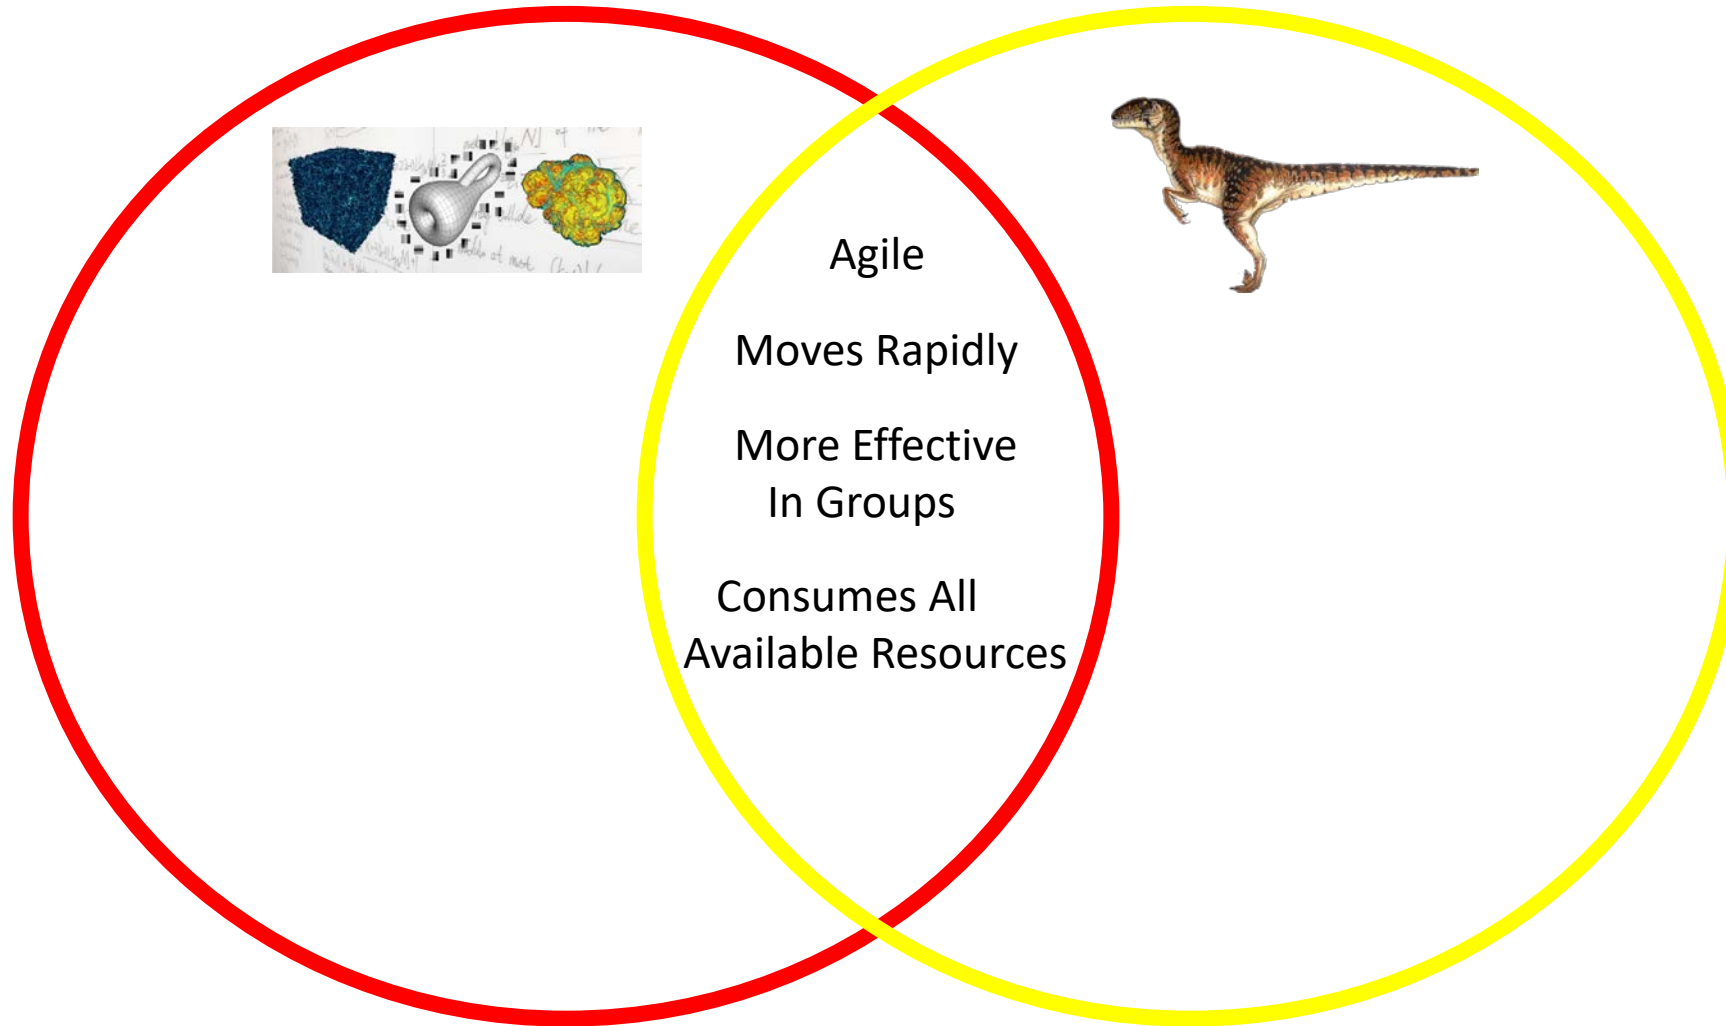 Agile
Moves Rapidly
More Effective
In Groups
Consumes All
Available Resources